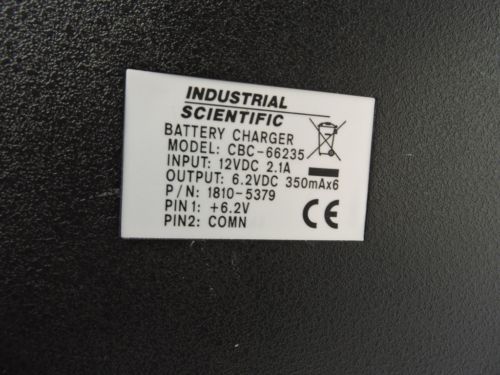 INDUSTRIAL
SCIENTIFIC
BATTERY CHARGER
MODEL: CBC-66235
INPUT: 12VDC 2.1A
OUTPUT: 6.2VDC 350mAx6
P/N: 1810-5379
PIN1: +6.2V
PIN2: COMN
CE